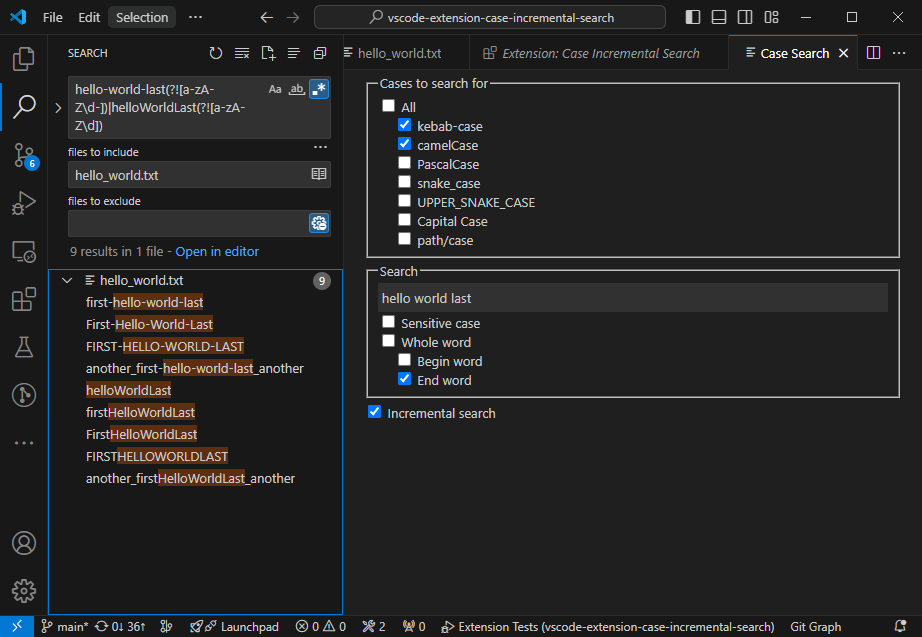 File Edit Selection ··· vscode-extension-case-incremental-search
SEARCH
hello_world.txt Extension: Case Incremental Search Case Search
hello-world-last(?![a-zA-
Z\d-])|helloWorldLast(?![a-zA-
Z\d])
Aa ab .*
files to include
hello_world.txt
files to exclude
9 results in 1 file - Open in editor
hello_world.txt 9
first-hello-world-last
First-Hello-World-Last
FIRST-HELLO-WORLD-LAST
another_first-hello-world-last_another
helloWorldLast
firstHelloWorldLast
FirstHelloWorldLast
FIRSTHELLOWORLDLAST
another_firstHelloWorldLast_another
6
Cases to search for
All
kebab-case
camelCase
PascalCase
snake_case
UPPER_SNAKE_CASE
Capital Case
path/case
Search
hello world last
Sensitive case
Whole word
Begin word
End word
Incremental search
main* 0↓ 36↑ Launchpad 0 0 2 0 Extension Tests (vscode-extension-case-incremental-search) Git Graph